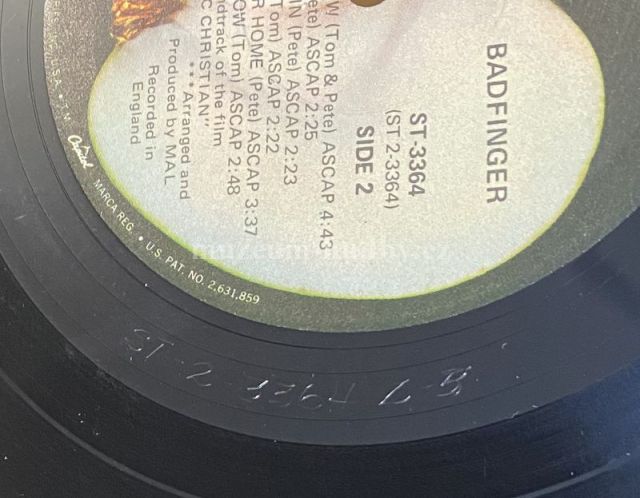 BADFINGER
ST-3364
(ST 2-3364)
SIDE 2
W (Tom & Pete) ASCAP 4:43
Pete) ASCAP 2:25
IN (Pete) ASCAP 2:23
Tom) ASCAP 2:22
R HOME (Pete) ASCAP 3:37
OW (Tom) ASCAP 2:48
dtrack of the film
C CHRISTIAN"
***Arranged and
Produced by MAL
Recorded in
England
Capitol MARCA REG. • U.S. PAT. NO. 2,631,859
ST-2